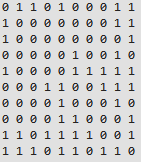 0 1 1 0 1 0 0 0 1 1
1 0 0 0 0 0 0 0 1 1
1 0 0 0 0 0 0 0 0 1
0 0 0 0 0 1 0 0 1 0
1 0 0 0 0 1 1 1 1 1
0 0 0 1 1 0 0 1 1 1
0 0 0 0 1 0 0 0 1 0
0 0 0 0 1 1 0 0 0 1
1 1 0 1 1 1 1 0 0 1
1 1 1 0 1 1 0 1 1 0